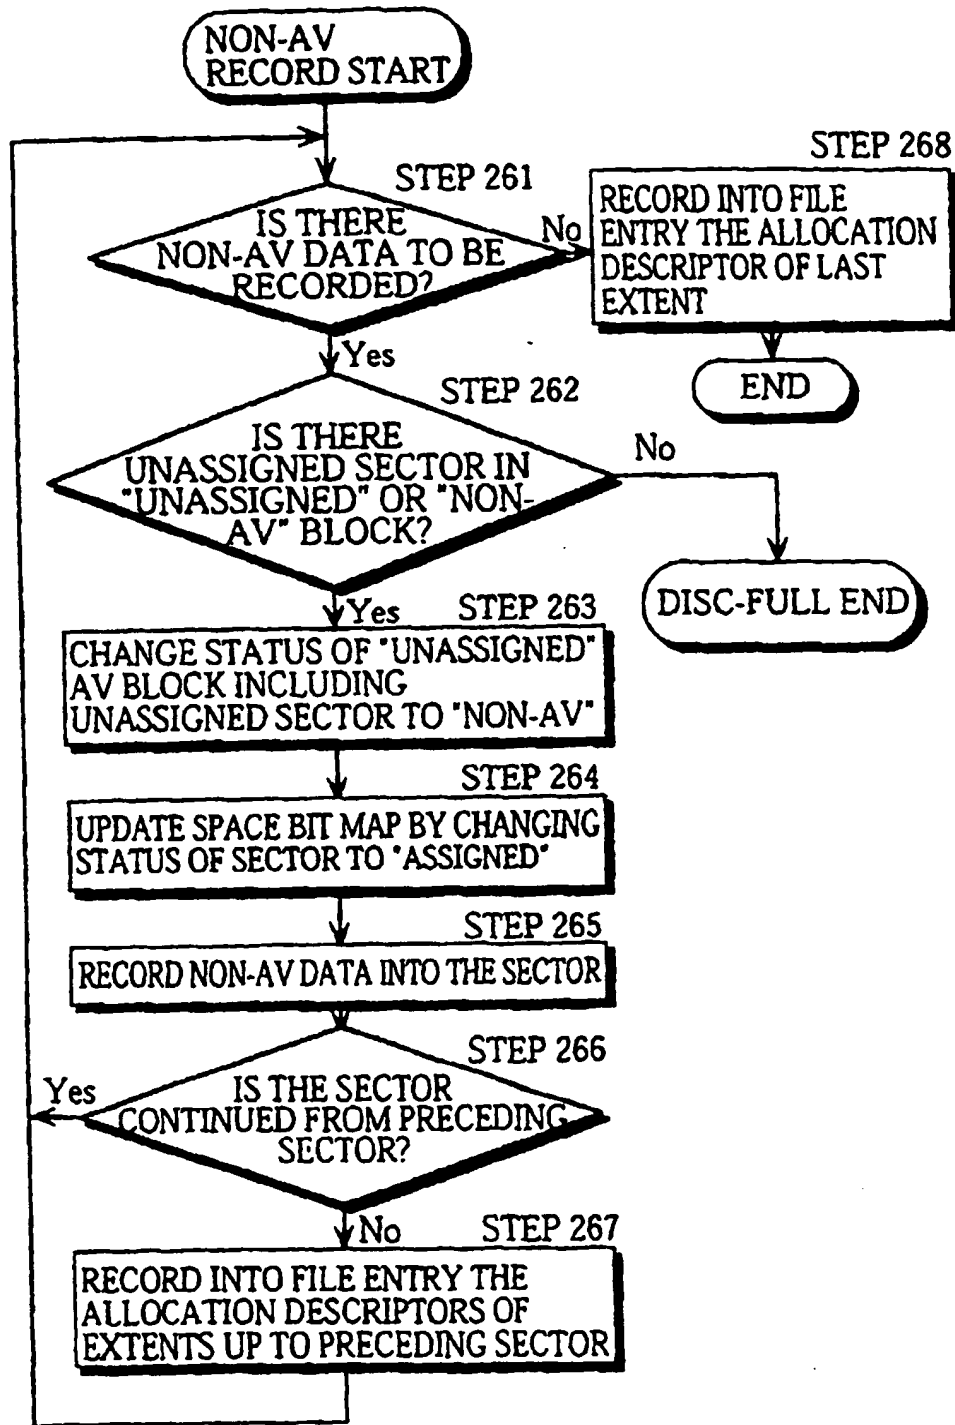 NON-AV
RECORD START
STEP 261
IS THERE
NON-AV DATA TO BE
RECORDED?
No
STEP 268
RECORD INTO FILE
ENTRY THE ALLOCATION
DESCRIPTOR OF LAST
EXTENT
END
Yes
STEP 262
IS THERE
UNASSIGNED SECTOR IN
"UNASSIGNED" OR "NON-
AV" BLOCK?
No
DISC-FULL END
Yes
STEP 263
CHANGE STATUS OF "UNASSIGNED"
AV BLOCK INCLUDING
UNASSIGNED SECTOR TO "NON-AV"
STEP 264
UPDATE SPACE BIT MAP BY CHANGING
STATUS OF SECTOR TO "ASSIGNED"
STEP 265
RECORD NON-AV DATA INTO THE SECTOR
STEP 266
IS THE SECTOR
CONTINUED FROM PRECEDING
SECTOR?
Yes
No
STEP 267
RECORD INTO FILE ENTRY THE
ALLOCATION DESCRIPTORS OF
EXTENTS UP TO PRECEDING SECTOR